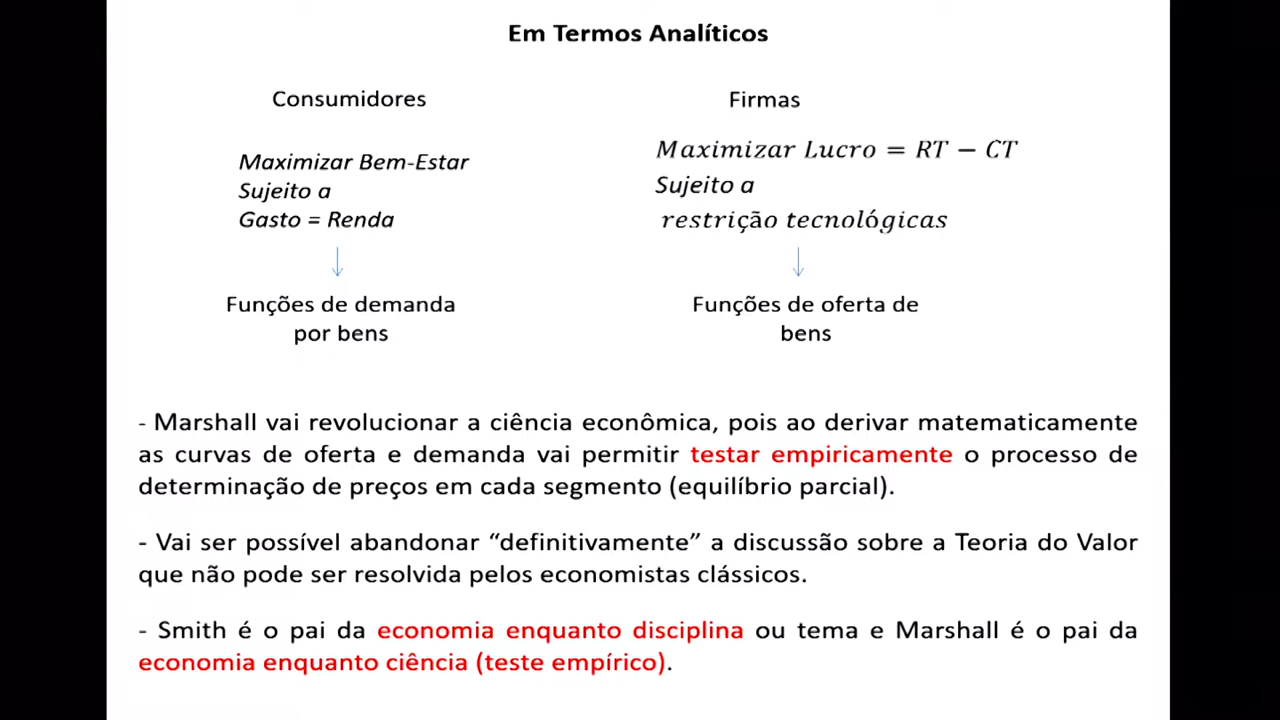 Em Termos Analíticos
Consumidores
Maximizar Bem-Estar
Sujeito a
Gasto = Renda
Funções de demanda
por bens
Firmas
Maximizar Lucro = RT − CT
Sujeito a
restrição tecnológicas
Funções de oferta de
bens
- Marshall vai revolucionar a ciência econômica, pois ao derivar matematicamente
as curvas de oferta e demanda vai permitir testar empiricamente o processo de
determinação de preços em cada segmento (equilíbrio parcial).
- Vai ser possível abandonar “definitivamente” a discussão sobre a Teoria do Valor
que não pode ser resolvida pelos economistas clássicos.
- Smith é o pai da economia enquanto disciplina ou tema e Marshall é o pai da
economia enquanto ciência (teste empírico).